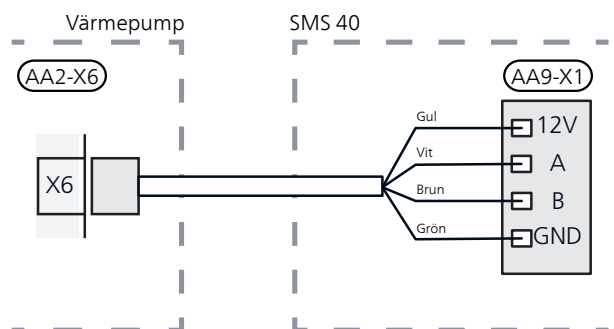 Värmepump
SMS 40
AA2-X6
AA9-X1
Gul
12V
Vit
A
X6
Brun
B
Grön
GND